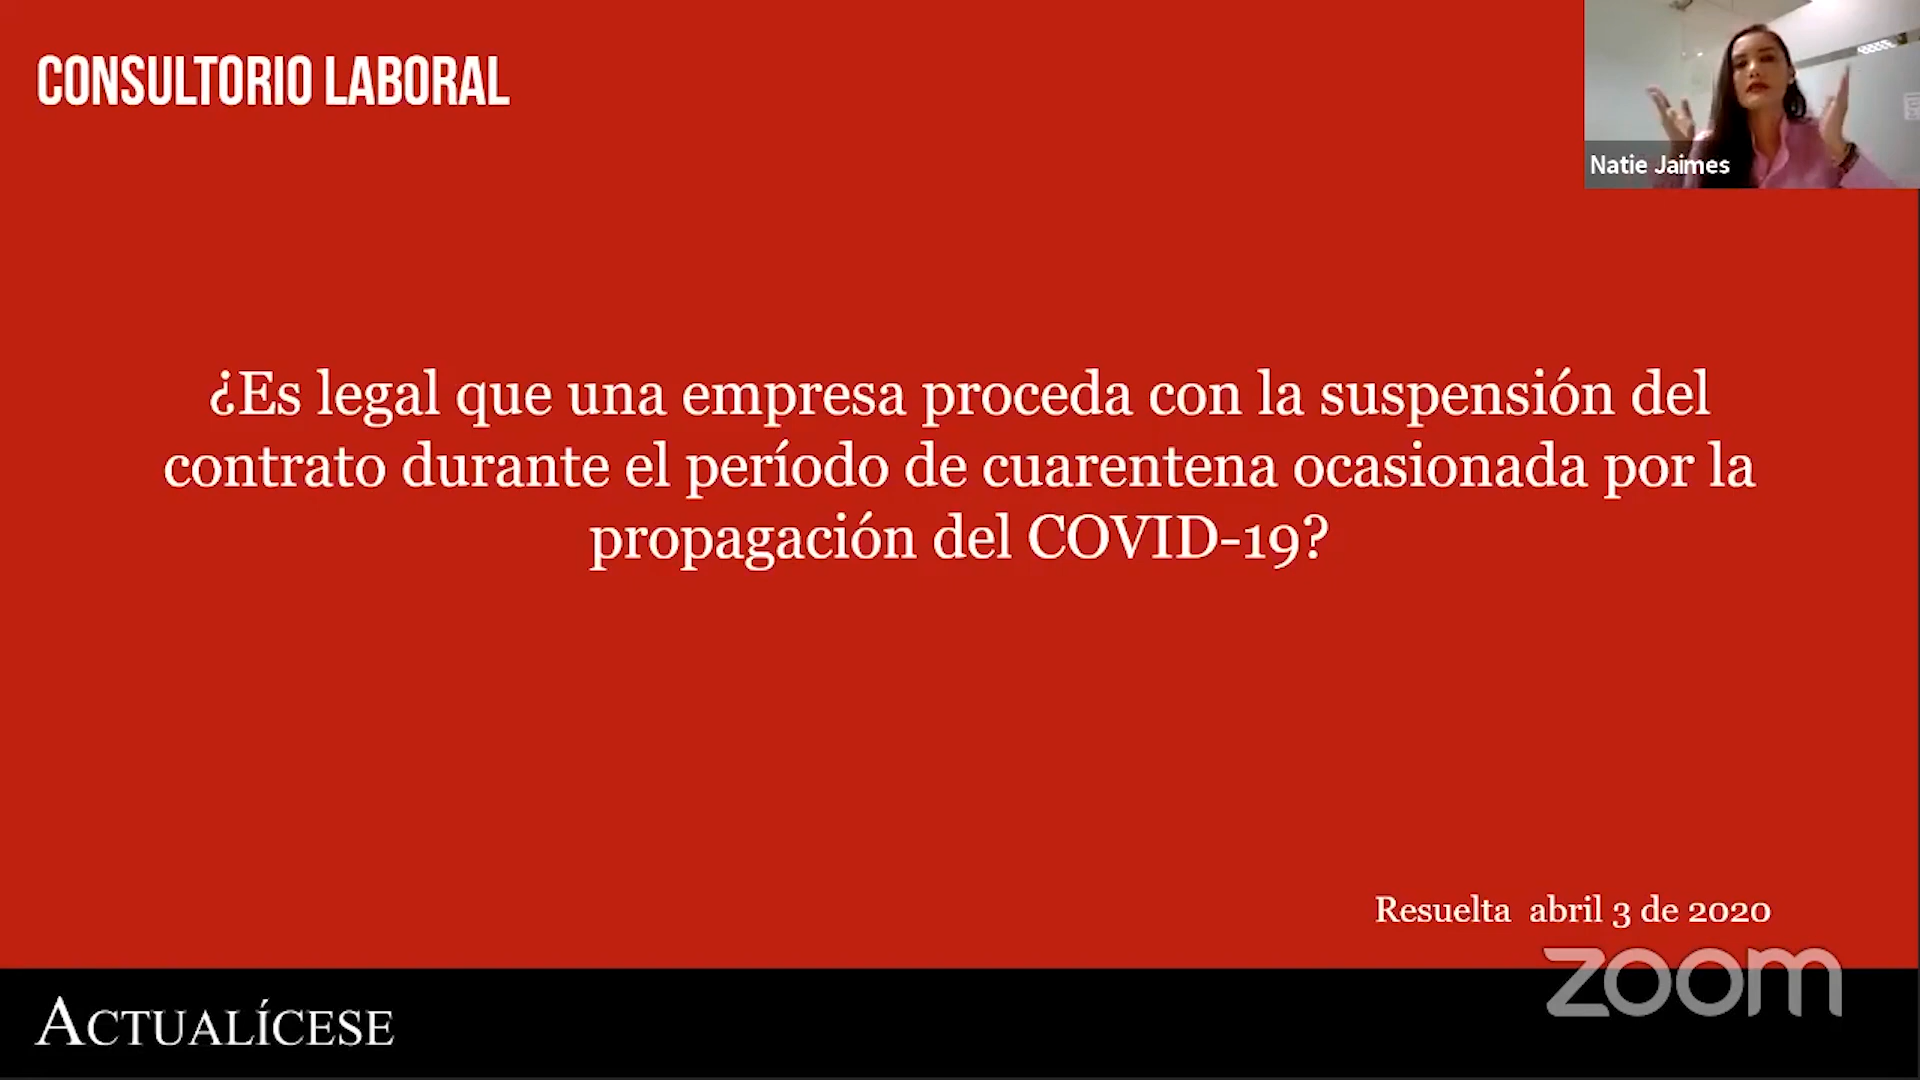 CONSULTORIO LABORAL
Natie Jaimes
¿Es legal que una empresa proceda con la suspensión del
contrato durante el período de cuarentena ocasionada por la
propagación del COVID-19?
Resuelta abril 3 de 2020
zoom
ACTUALÍCESE